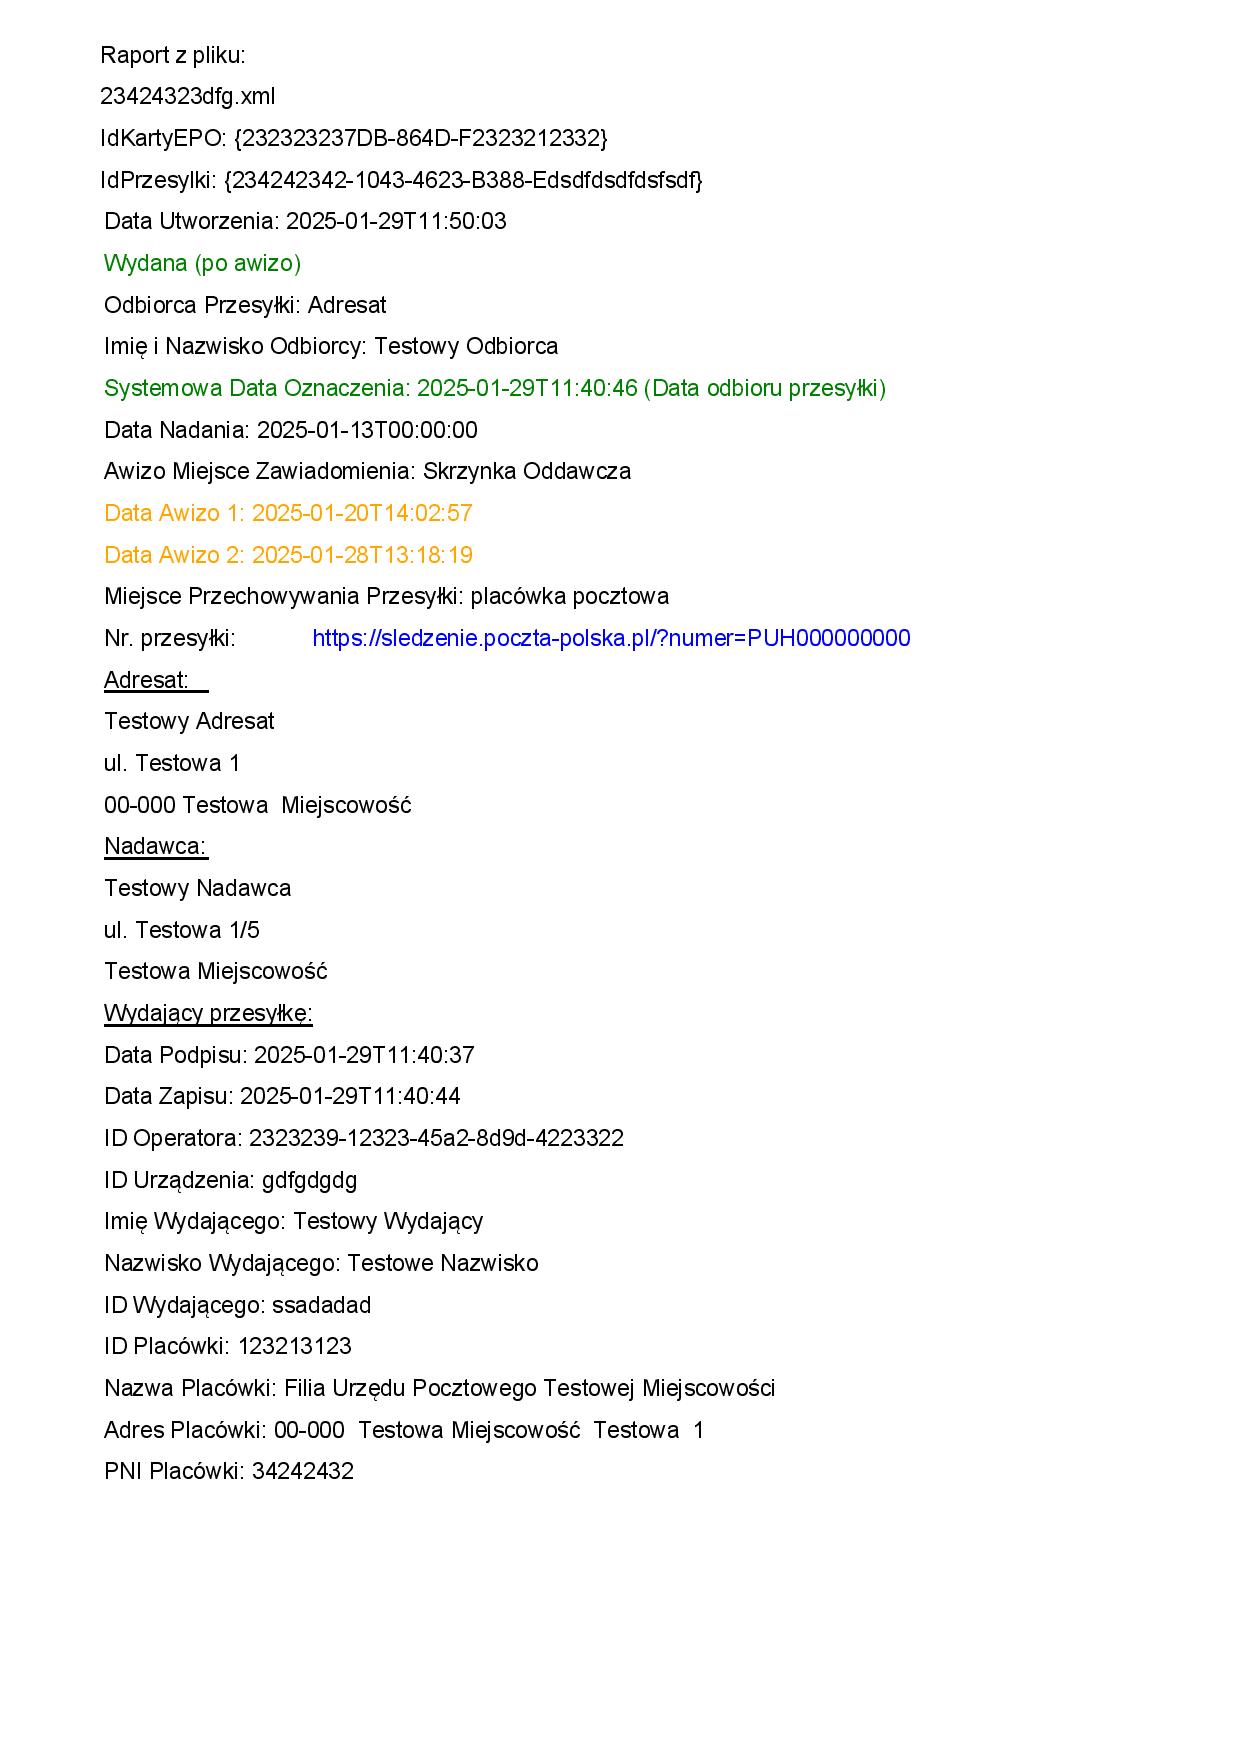 Raport z pliku:
23424323dfg.xml
IdKartyEPO: {232323237DB-864D-F2323212332}
IdPrzesylki: {234242342-1043-4623-B388-Edsdfdsdfdsfsdf}
Data Utworzenia: 2025-01-29T11:50:03
Wydana (po awizo)
Odbiorca Przesyłki: Adresat
Imię i Nazwisko Odbiorcy: Testowy Odbiorca
Systemowa Data Oznaczenia: 2025-01-29T11:40:46 (Data odbioru przesyłki)
Data Nadania: 2025-01-13T00:00:00
Awizo Miejsce Zawiadomienia: Skrzynka Oddawcza
Data Awizo 1: 2025-01-20T14:02:57
Data Awizo 2: 2025-01-28T13:18:19
Miejsce Przechowywania Przesyłki: placówka pocztowa
Nr. przesyłki: https://sledzenie.poczta-polska.pl/?numer=PUH000000000
Adresat:
Testowy Adresat
ul. Testowa 1
00-000 Testowa Miejscowość
Nadawca:
Testowy Nadawca
ul. Testowa 1/5
Testowa Miejscowość
Wydający przesyłkę:
Data Podpisu: 2025-01-29T11:40:37
Data Zapisu: 2025-01-29T11:40:44
ID Operatora: 2323239-12323-45a2-8d9d-4223322
ID Urządzenia: gdfgdgdg
Imię Wydającego: Testowy Wydający
Nazwisko Wydającego: Testowe Nazwisko
ID Wydającego: ssadadad
ID Placówki: 123213123
Nazwa Placówki: Filia Urzędu Pocztowego Testowej Miejscowości
Adres Placówki: 00-000 Testowa Miejscowość Testowa 1
PNI Placówki: 34242432